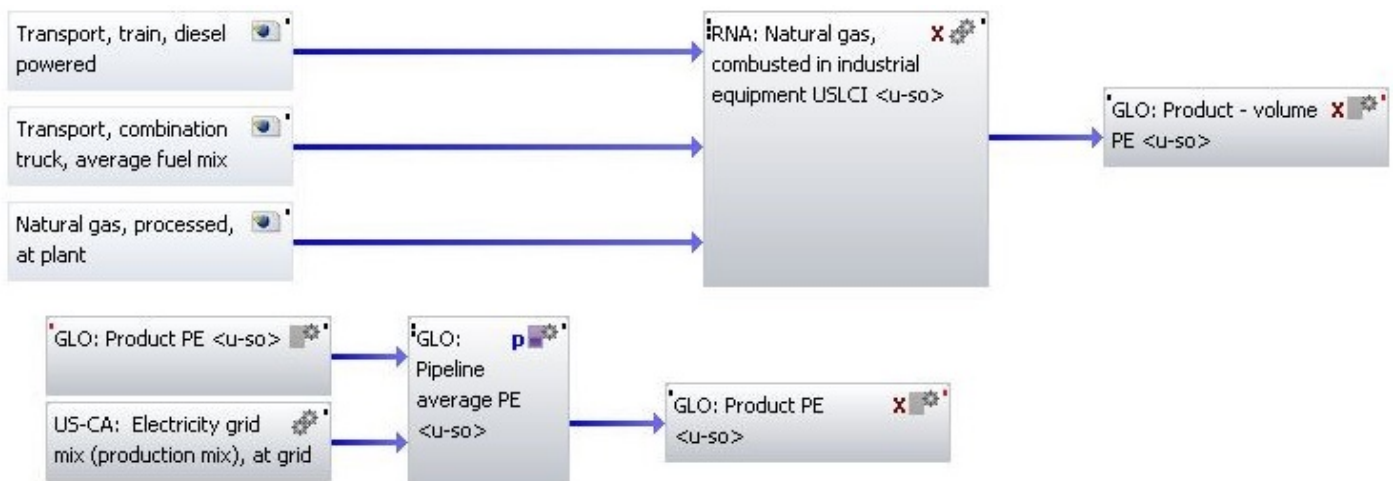 Transport, train, diesel
powered
RNA: Natural gas, X
combusted in industrial
equipment USLCI <u-so>
GLO: Product - volume X
PE <u-so>
Transport, combination
truck, average fuel mix
Natural gas, processed,
at plant
GLO: Product PE <u-so>
GLO: p
Pipeline
average PE
<u-so>
US-CA: Electricity grid
mix (production mix), at grid
GLO: Product PE X
<u-so>